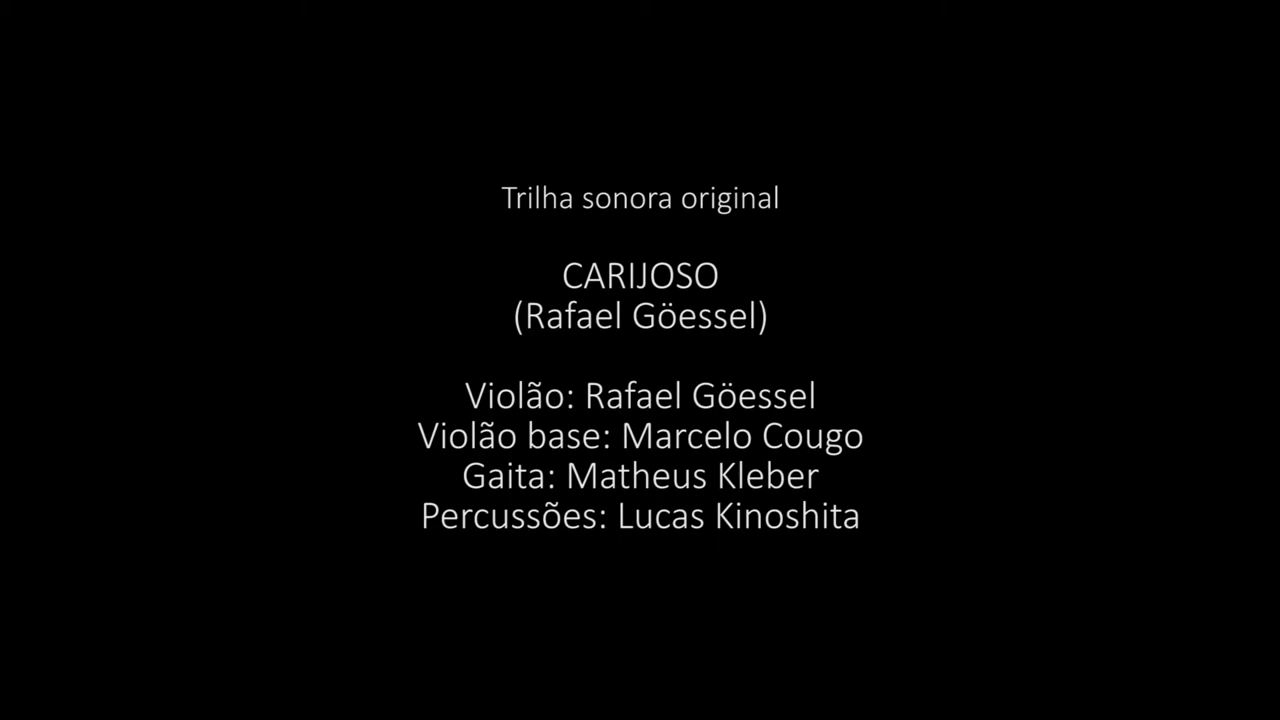 Trilha sonora original
CARIJOSO
(Rafael Göessel)
Violão: Rafael Göessel
Violão base: Marcelo Cougo
Gaita: Matheus Kleber
Percussões: Lucas Kinoshita